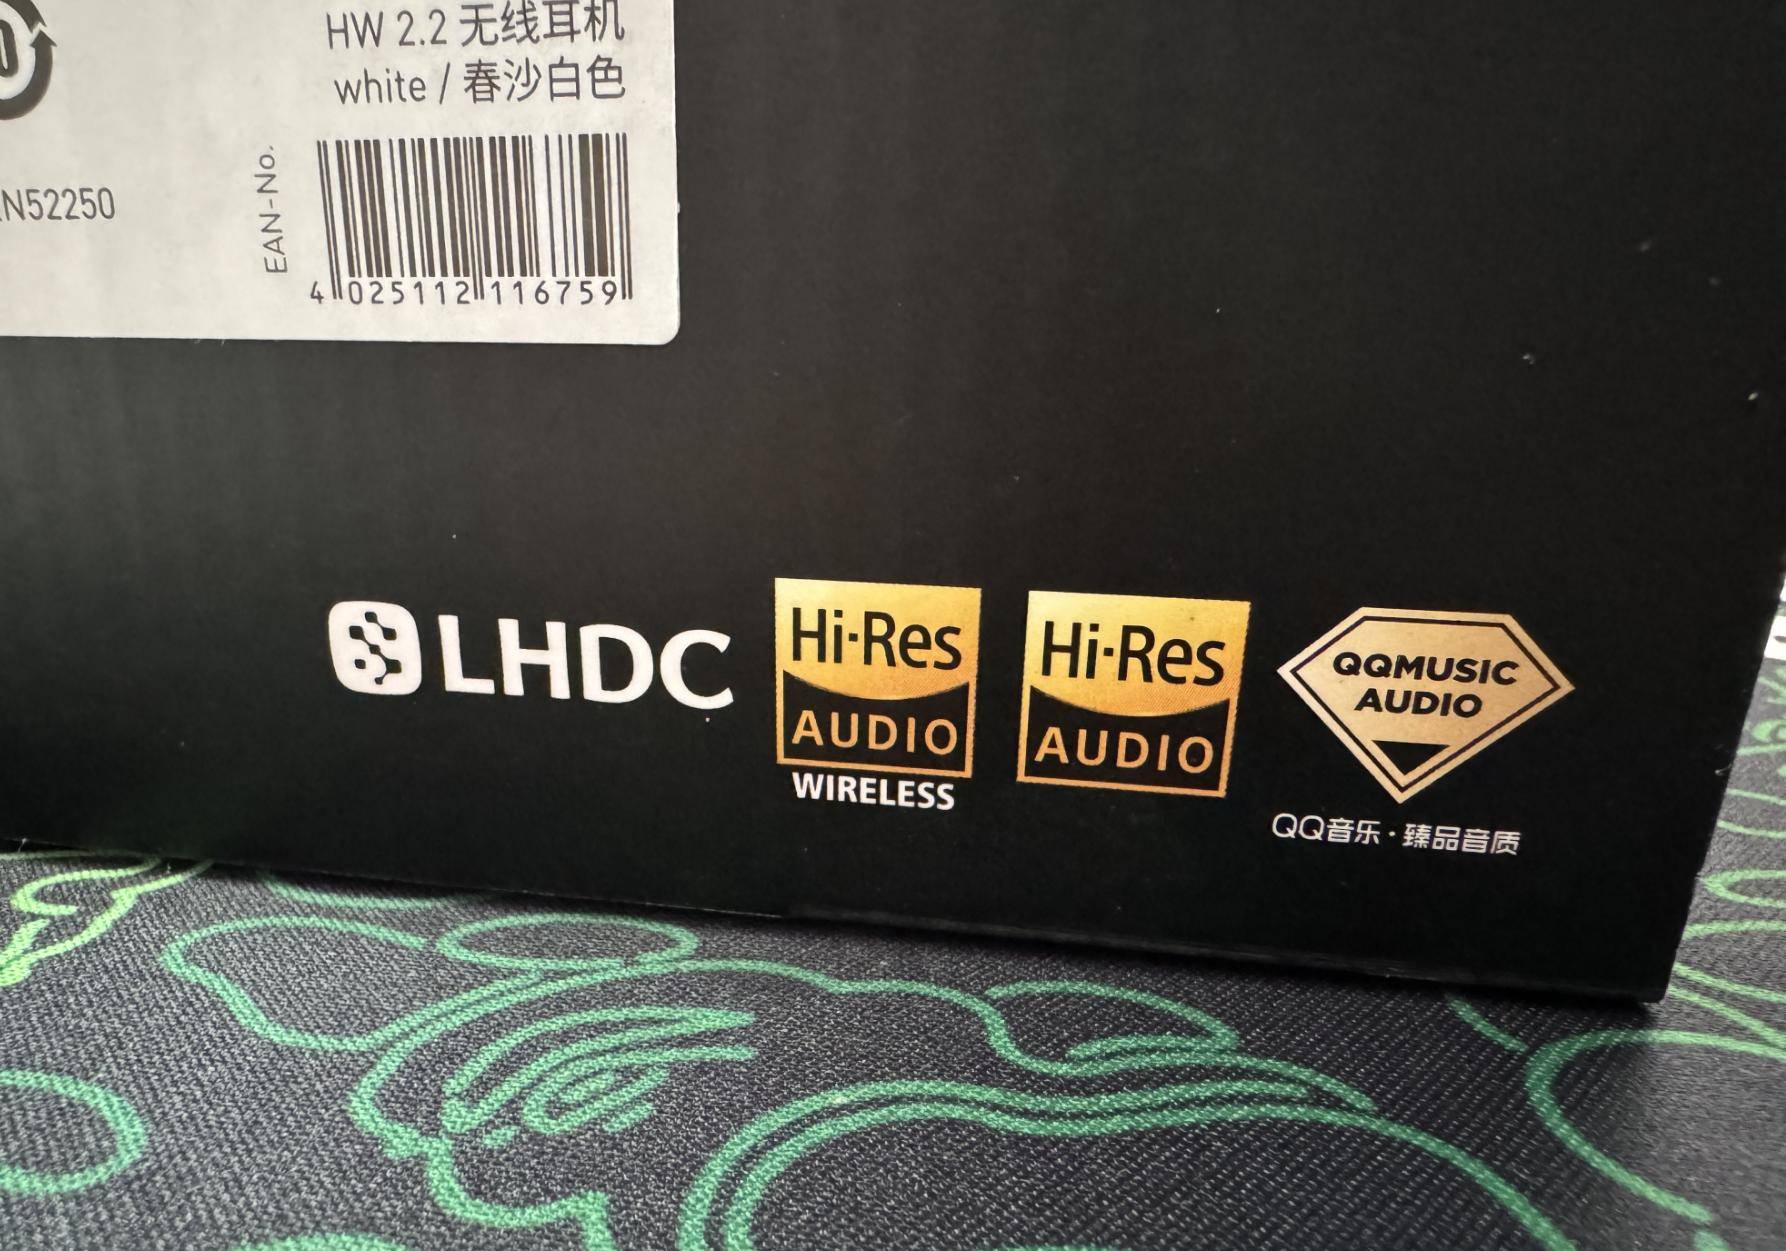 HW 2.2 无线耳机
white / 春沙白色
EAN-No.
N52250
4 025112 116759
LHDC
Hi-Res
AUDIO
WIRELESS
Hi-Res
AUDIO
QQMUSIC
AUDIO
QQ音乐·臻品音质